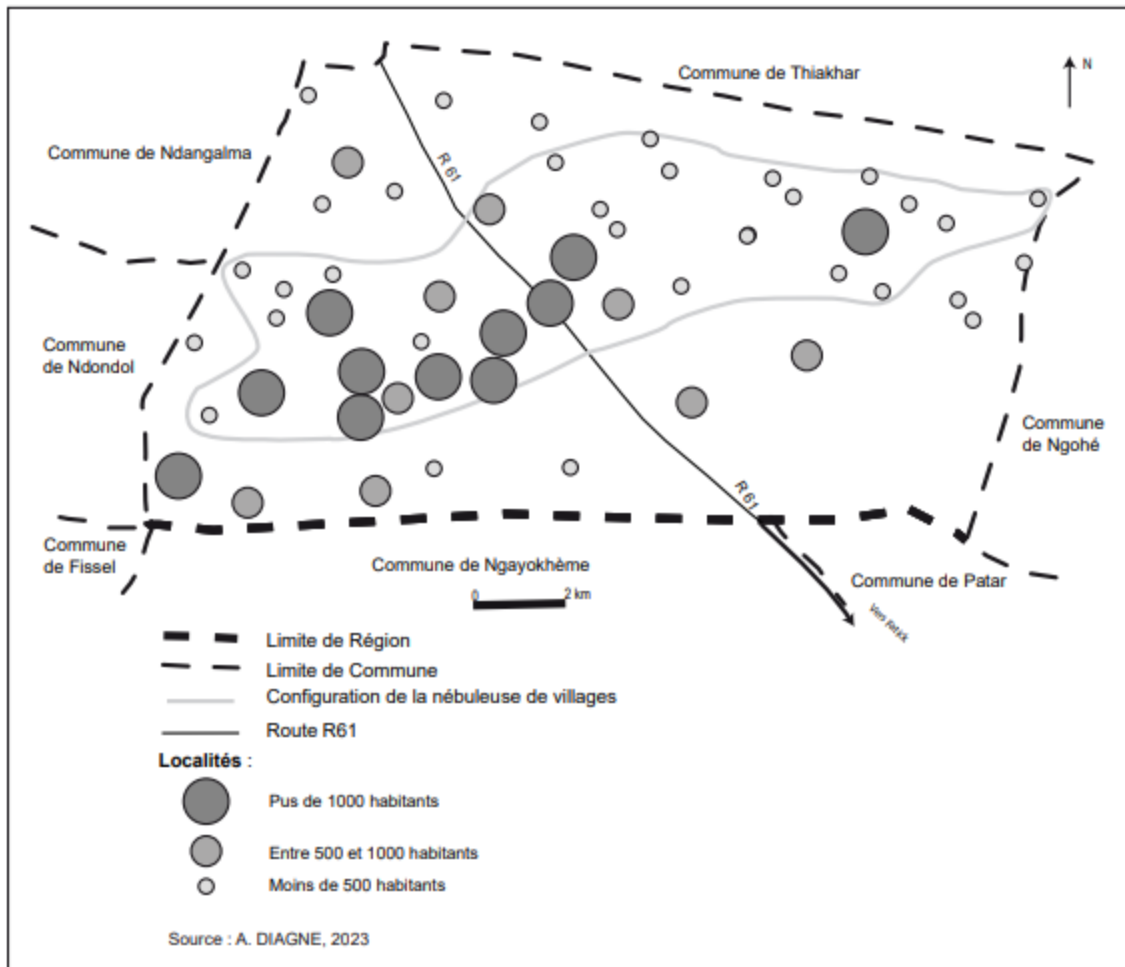 Commune de Thiakhar
N
Commune de Ndangalma
R 61
Commune
de Ndondol
Commune
de Ngohé
R 61
Commune
de Fissel
Commune de Ngayokhème
Commune de Patar
0 2 km
Vers
Limite de Région
Limite de Commune
Configuration de la nébuleuse de villages
Route R61
Localités :
Pus de 1000 habitants
Entre 500 et 1000 habitants
Moins de 500 habitants
Source : A. DIAGNE, 2023